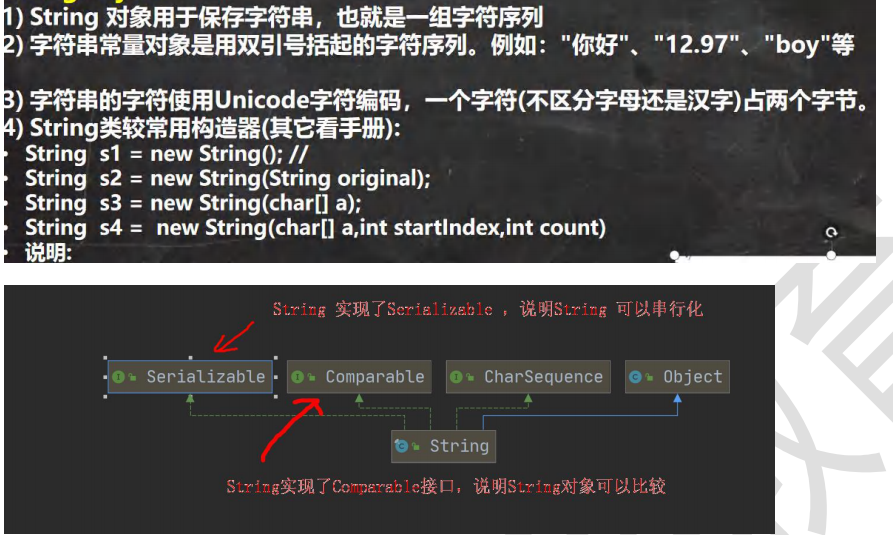 1) String 对象用于保存字符串，也就是一组字符序列
2) 字符串常量对象是用双引号括起的字符序列。例如："你好"、"12.97"、"boy"等
3) 字符串的字符使用Unicode字符编码，一个字符(不区分字母还是汉字)占两个字节。
4) String类较常用构造器(其它看手册):
• String s1 = new String(); //
• String s2 = new String(String original);
• String s3 = new String(char[] a);
• String s4 = new String(char[] a,int startIndex,int count)
• 说明:
String 实现了Serializable ，说明String 可以串行化
Serializable
Comparable
CharSequence
Object
String
String实现了Comparable接口，说明String对象可以比较